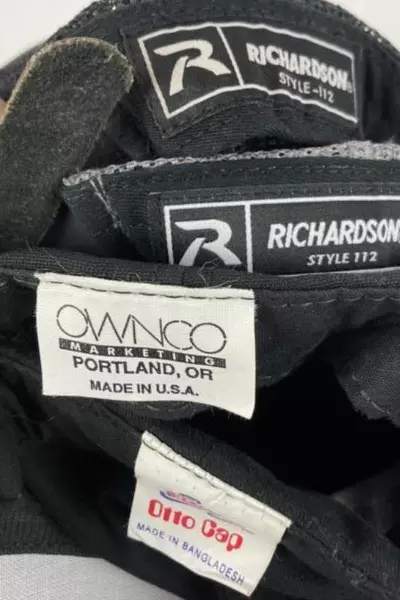 R
RICHARDSON®
STYLE-112
R
RICHARDSON
STYLE 112
OWNCO
MARKETING
PORTLAND, OR
MADE IN U.S.A.
Otto Cap
MADE IN BANGLADESH